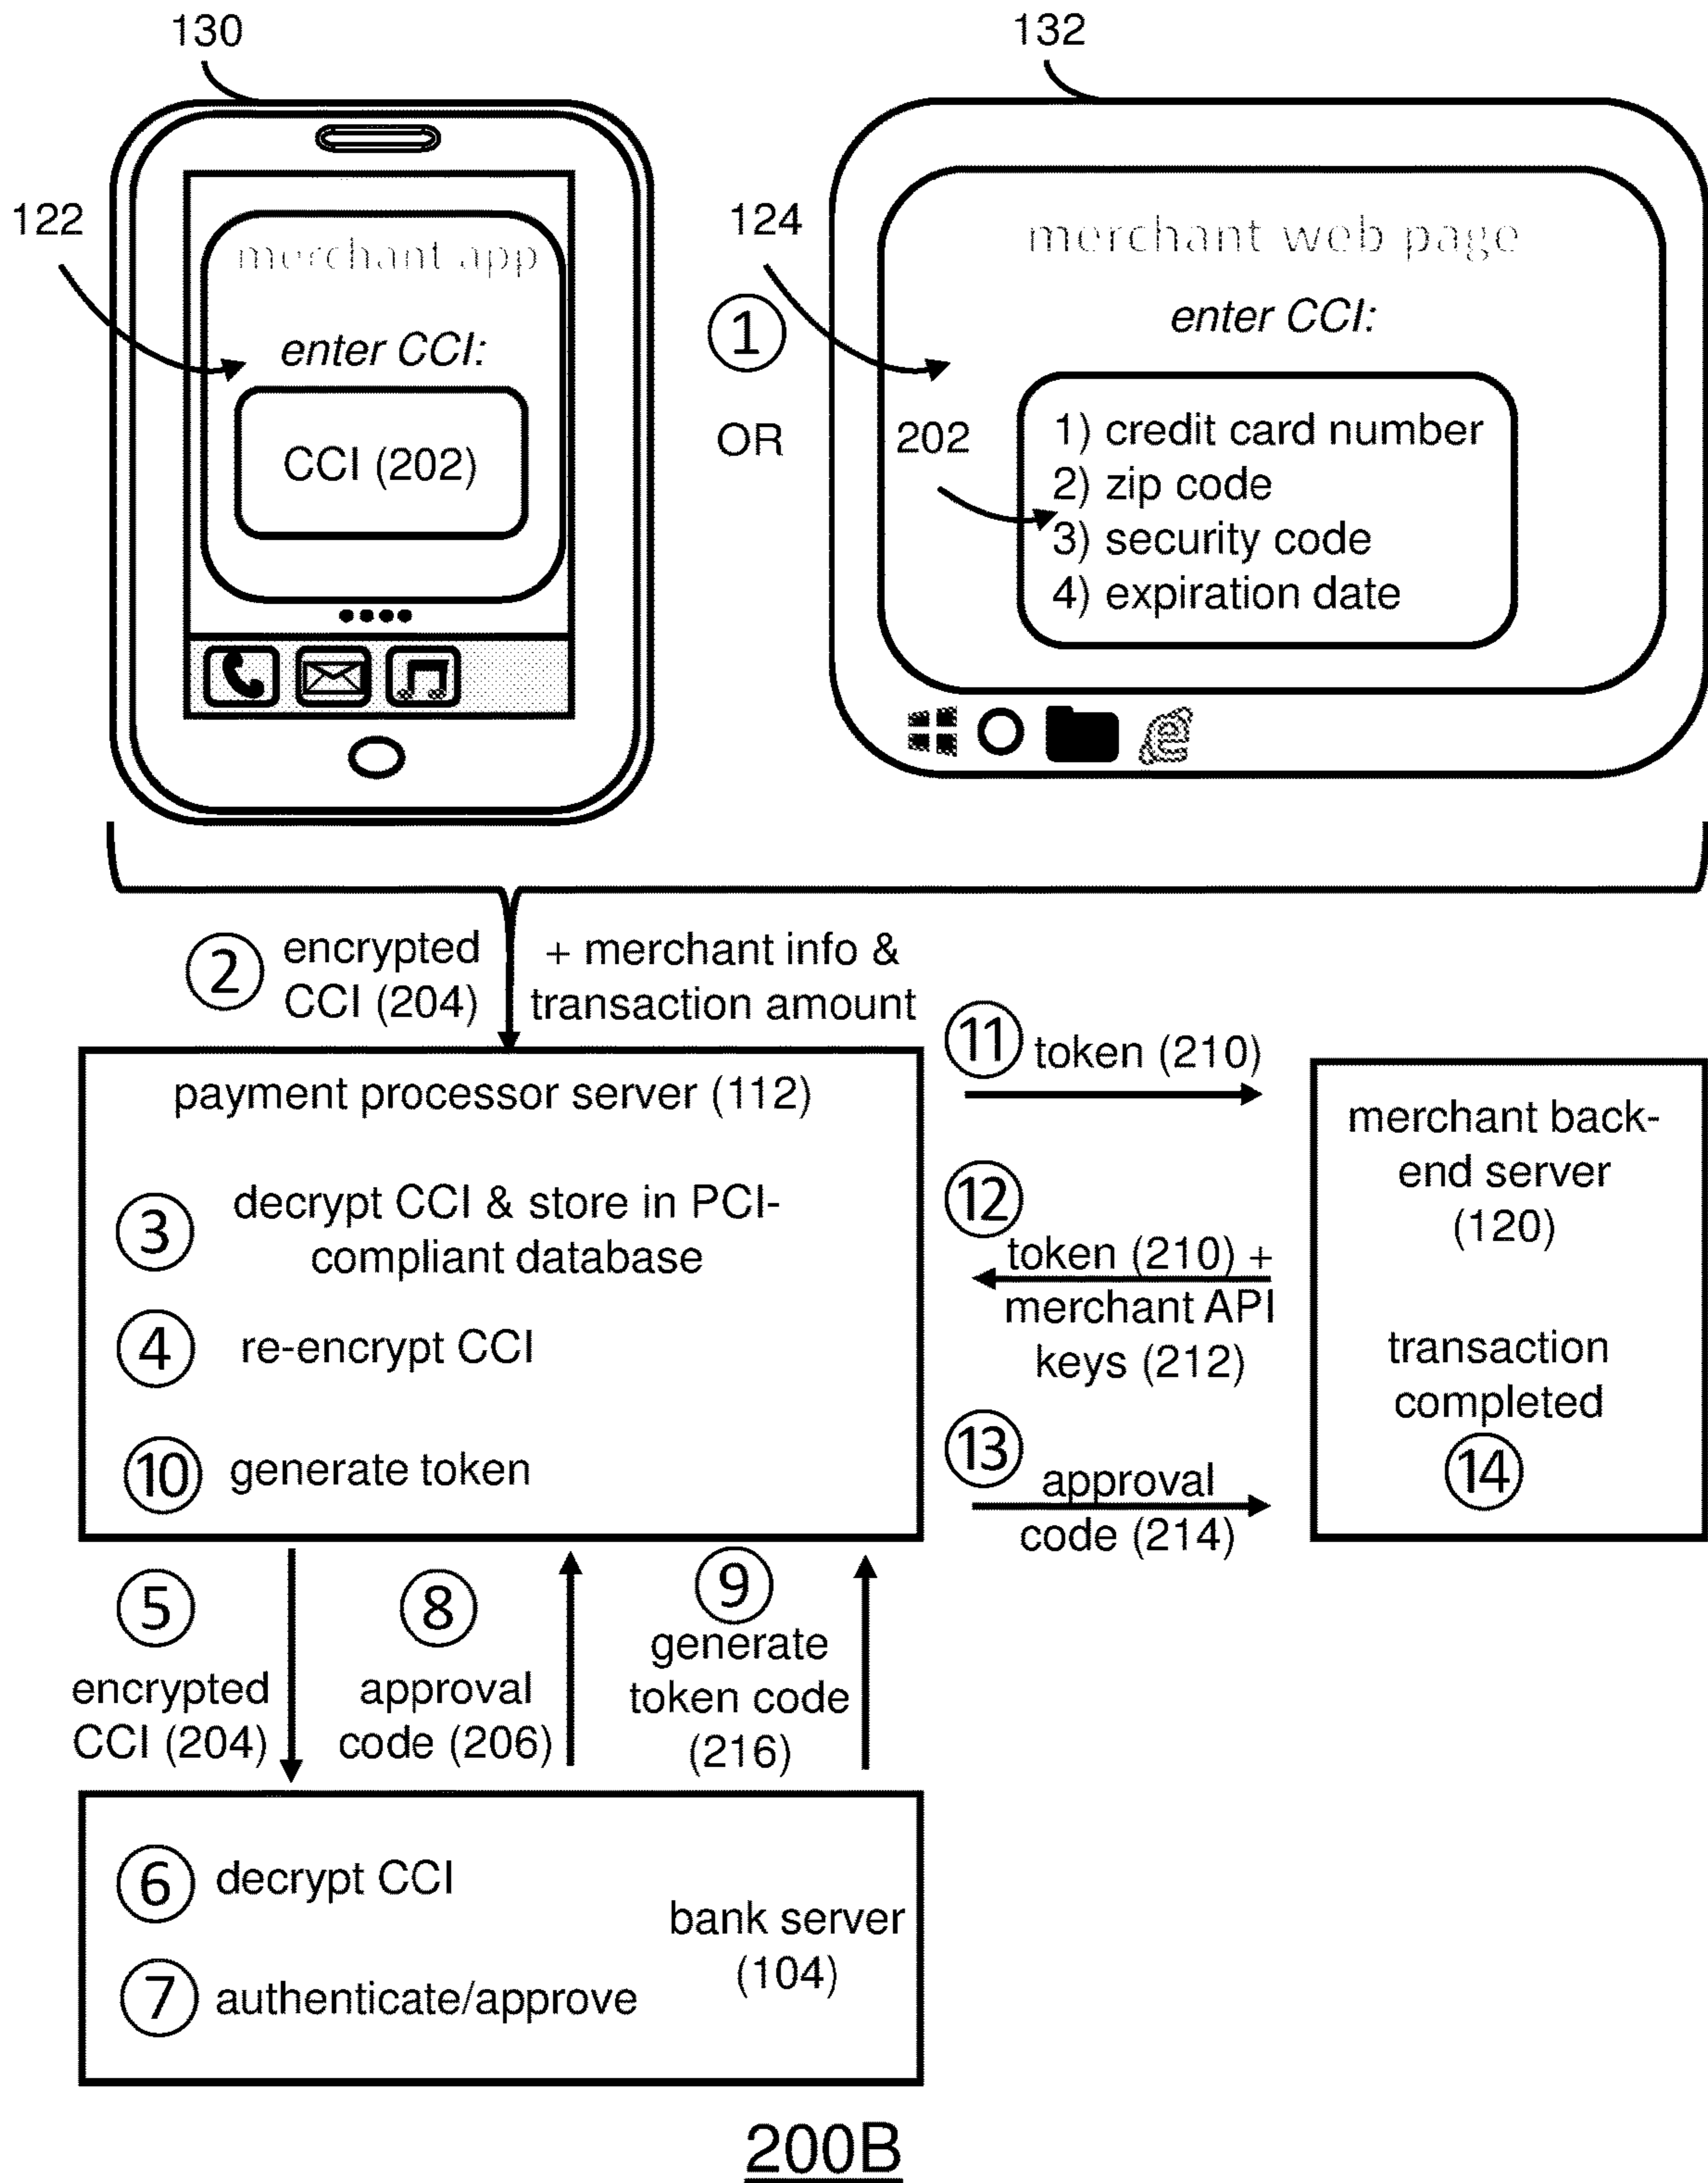 130
132
122
merchant app
enter CCI:
CCI (202)
1
OR
124
merchant web page
enter CCI:
202
1) credit card number
2) zip code
3) security code
4) expiration date
2
encrypted
CCI (204)
+ merchant info &
transaction amount
payment processor server (112)
3
decrypt CCI & store in PCI-
compliant database
4
re-encrypt CCI
10
generate token
11
token (210)
12
token (210) +
merchant API
keys (212)
13
approval
code (214)
merchant back-
end server
(120)
transaction
completed
14
5
encrypted
CCI (204)
8
approval
code (206)
9
generate
token code
(216)
6
decrypt CCI
7
authenticate/approve
bank server
(104)
200B